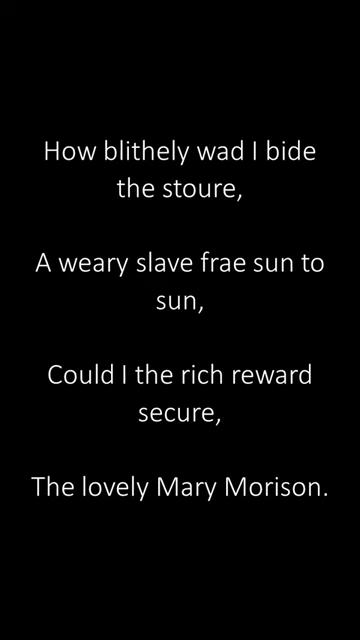 How blithely wad I bide
the stoure,
A weary slave frae sun to
sun,
Could I the rich reward
secure,
The lovely Mary Morison.